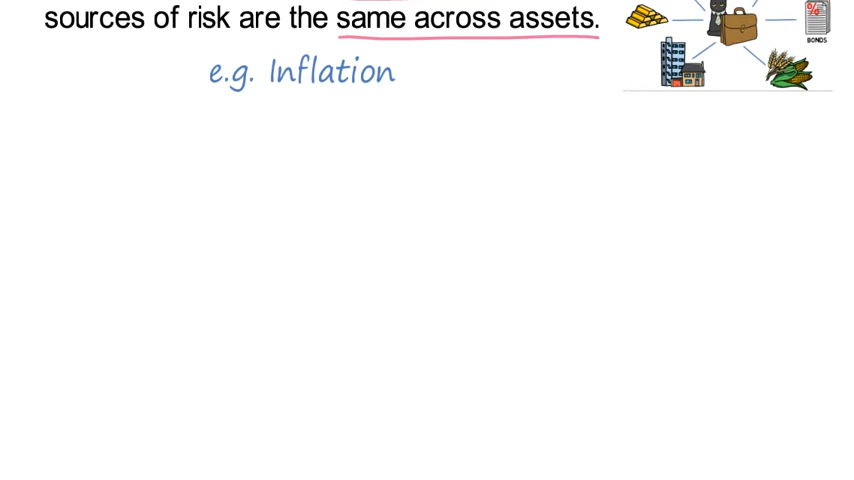 sources of risk are the same across assets.
%
BONDS
e.g. Inflation